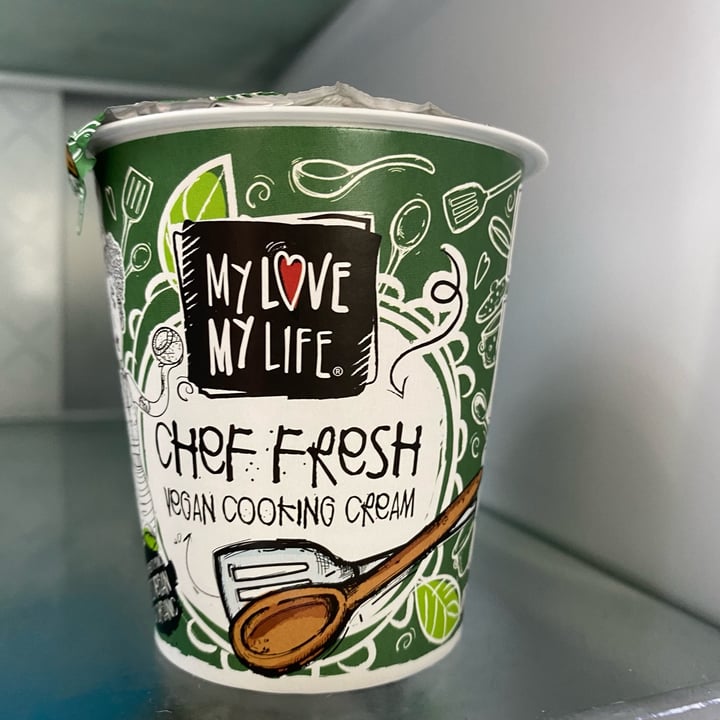 MY LOVE
MY LIFE®
CHEF FRESH
VEGAN COOKING CREAM